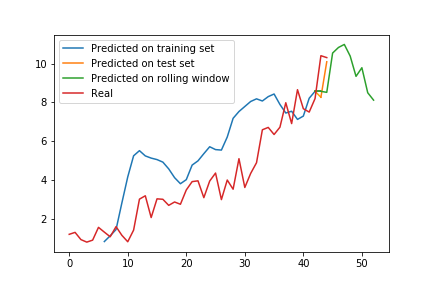 Predicted on training set
Predicted on test set
Predicted on rolling window
Real
10
8
6
4
2
0 10 20 30 40 50